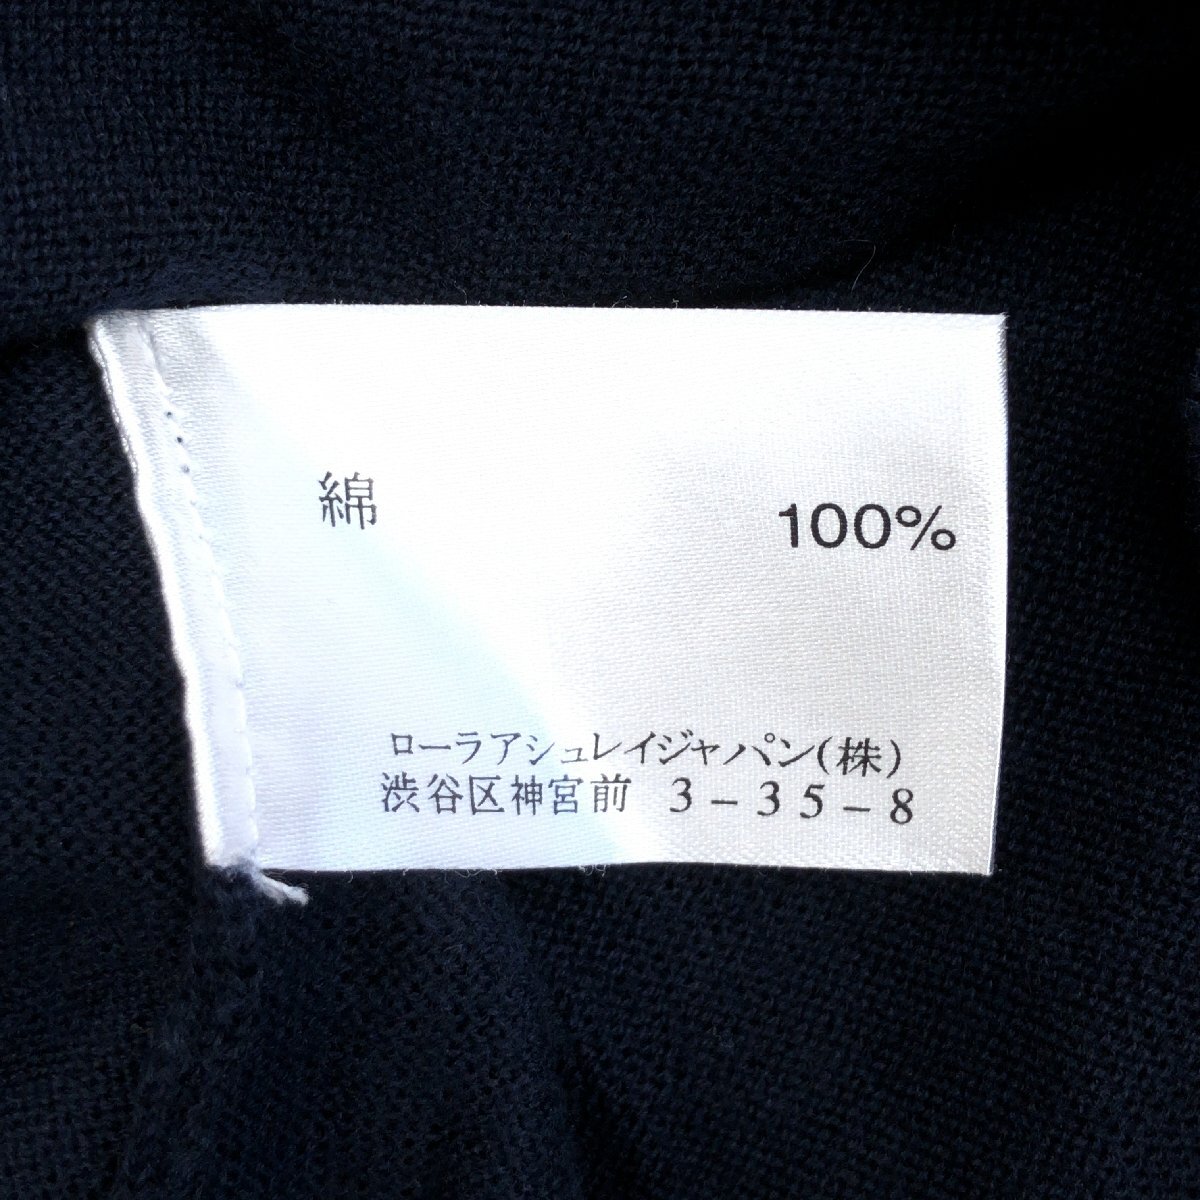 綿 100%
ローラアシュレイジャパン(株)
渋谷区神宮前 3-35-8